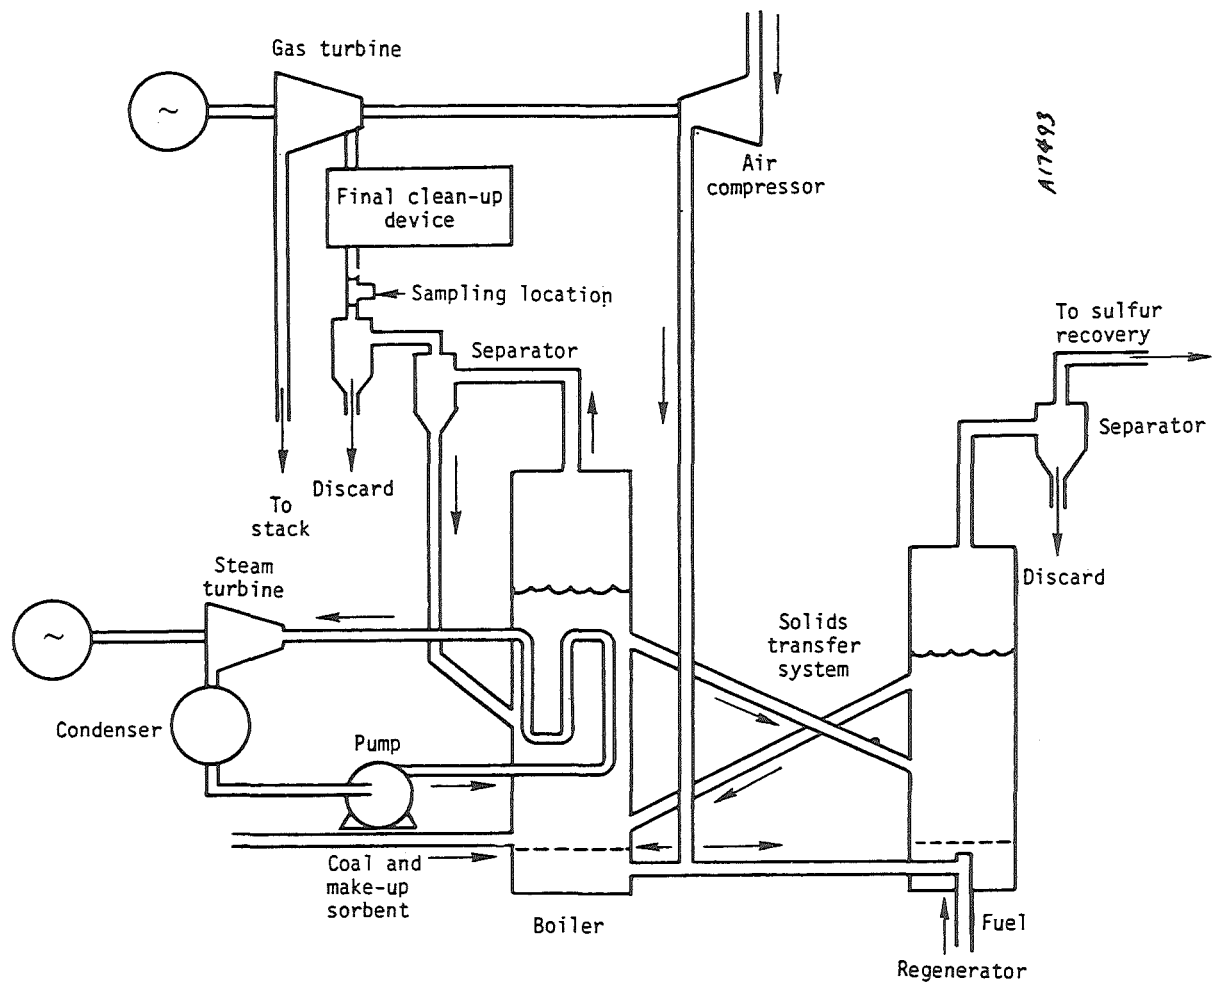 Gas turbine
~
Air
compressor
A17493
Final clean-up
device
Sampling location
To sulfur
recovery
Separator
Separator
To
stack
Discard
Discard
Steam
turbine
~
Solids
transfer
system
Condenser
Pump
Coal and
make-up
sorbent
Boiler
Fuel
Regenerator